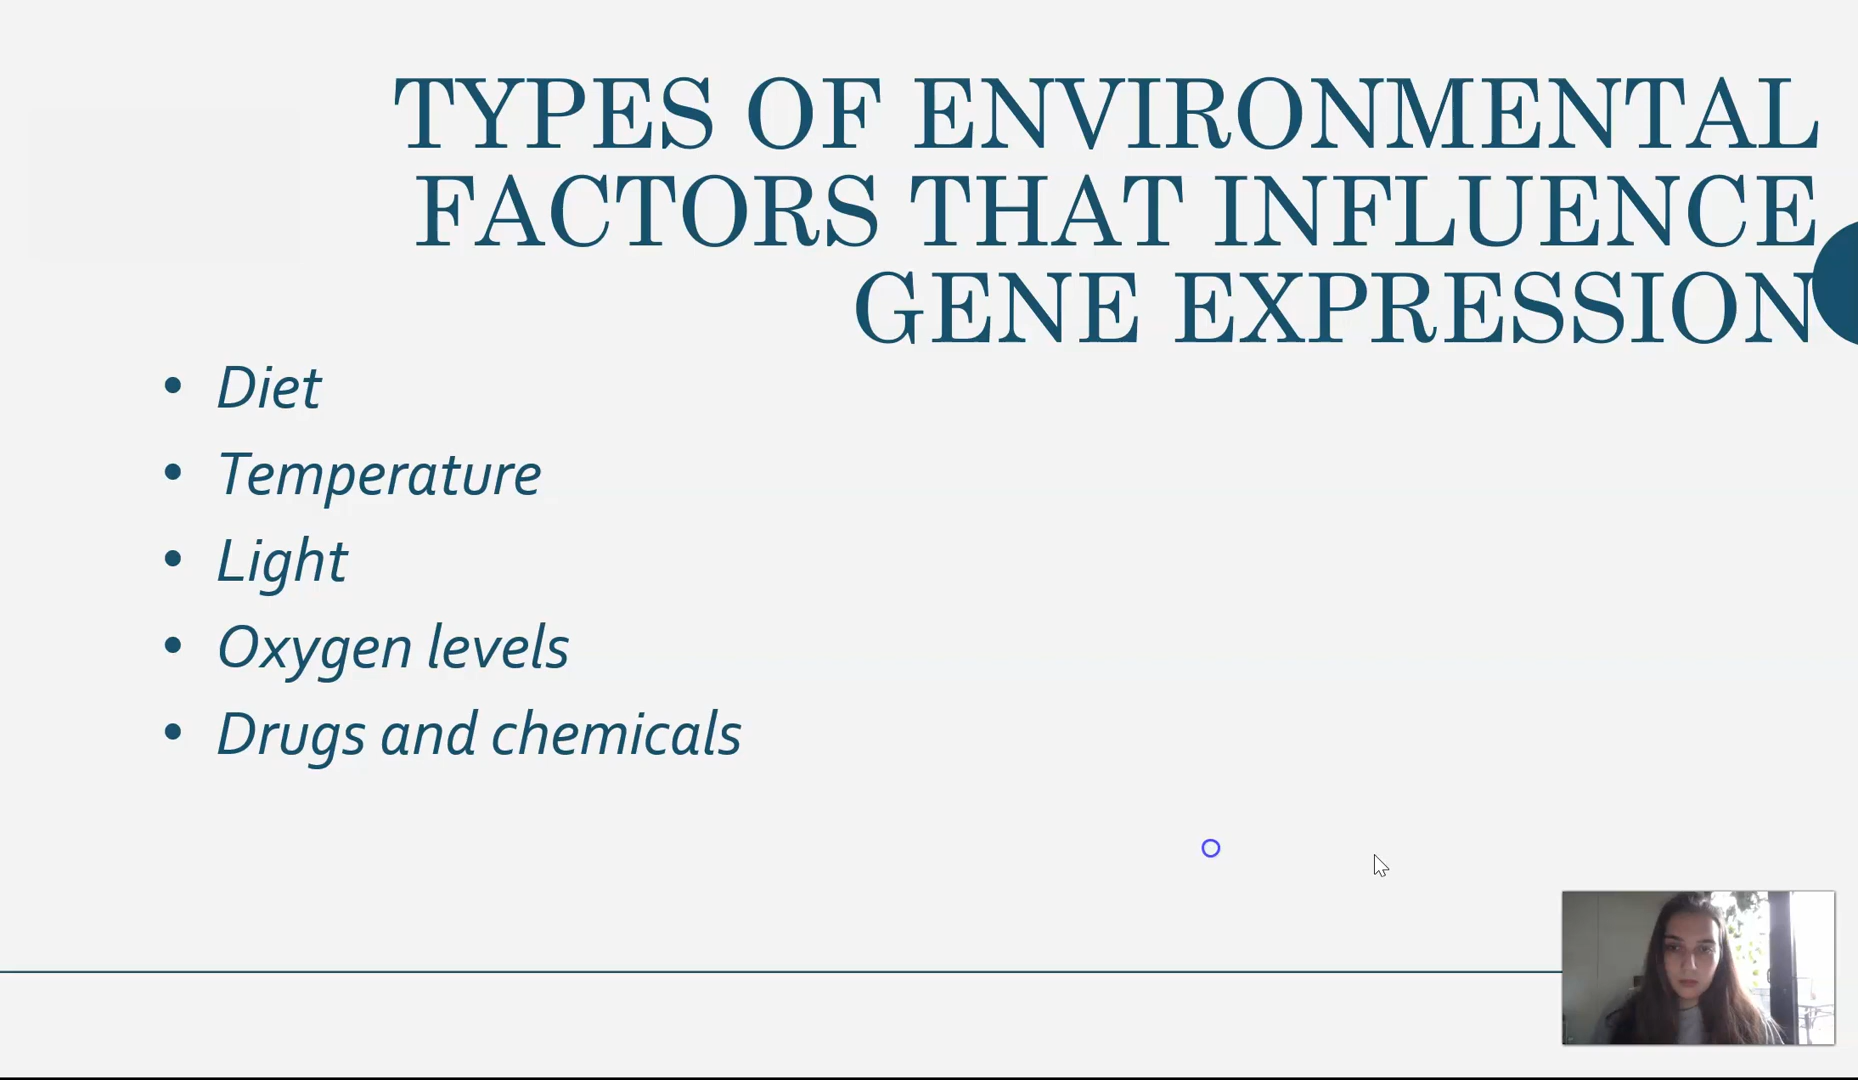 TYPES OF ENVIRONMENTAL
FACTORS THAT INFLUENCE
GENE EXPRESSION
• Diet
• Temperature
• Light
• Oxygen levels
• Drugs and chemicals